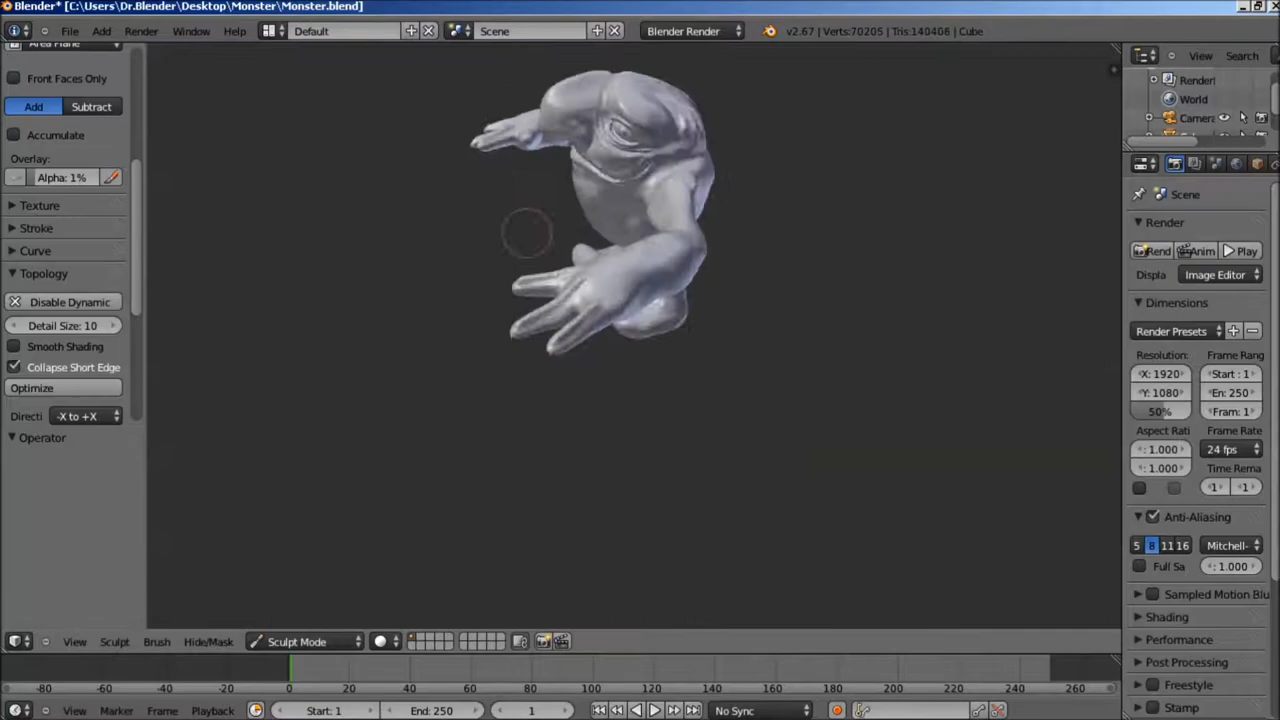 Blender* [C:\Users\Dr.Blender\Desktop\Monster\Monster.blend]
File Add Render Window Help Default Scene Blender Render v2.67 | Verts:70205 | Tris:140406 | Cube
Area Plane
Front Faces Only
Add Subtract
Accumulate
Overlay:
Alpha: 1%
Texture
Stroke
Curve
Topology
Disable Dynamic
Detail Size: 10
Smooth Shading
Collapse Short Edge
Optimize
Directi -X to +X
Operator
View Search
Renderl
World
Camera
Scene
Render
Rend Anim Play
Displa Image Editor
Dimensions
Render Presets
Resolution: Frame Rang
X: 1920 Start : 1
Y: 1080 En: 250
50% Fram: 1
Aspect Rati Frame Rate
: 1.000 24 fps
: 1.000 Time Rema
1 1
Anti-Aliasing
5 8 11 16 Mitchell-
Full Sa : 1.000
Sampled Motion Blu
Shading
Performance
Post Processing
Freestyle
Stamp
View Sculpt Brush Hide/Mask Sculpt Mode
-80 -60 -40 -20 0 20 40 60 80 100 120 140 160 180 200 220 240 260
View Marker Frame Playback Start: 1 End: 250 1 No Sync